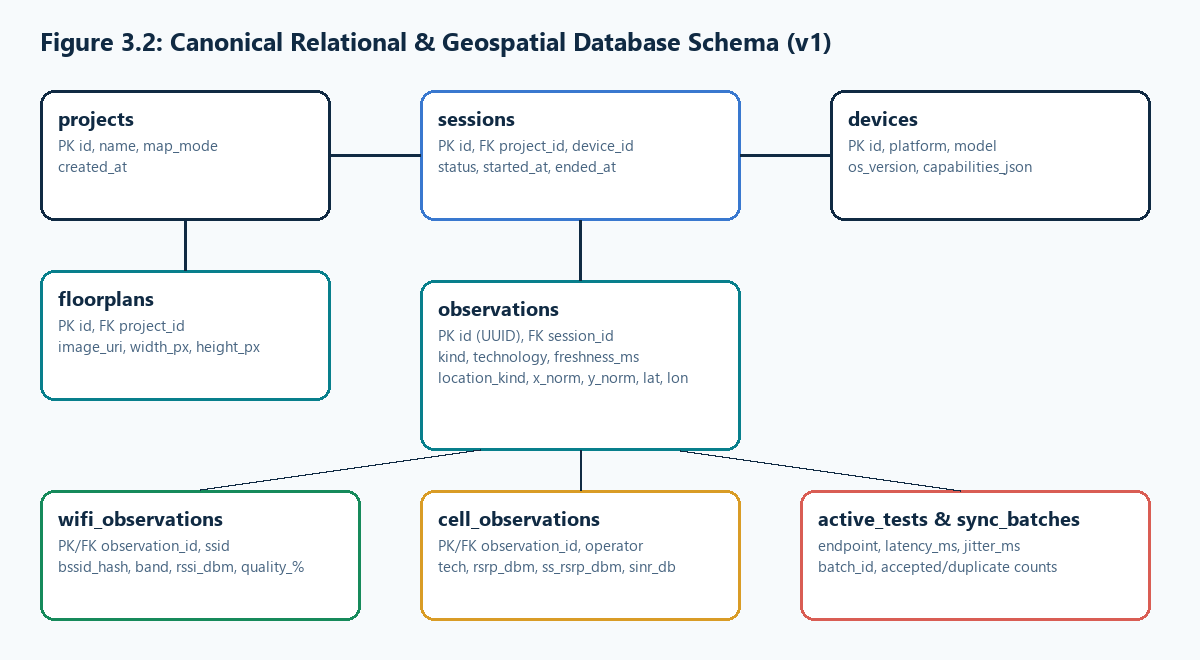 Figure 3.2: Canonical Relational & Geospatial Database Schema (v1)
projects
PK id, name, map_mode
created_at
sessions
PK id, FK project_id, device_id
status, started_at, ended_at
devices
PK id, platform, model
os_version, capabilities_json
floorplans
PK id, FK project_id
image_uri, width_px, height_px
observations
PK id (UUID), FK session_id
kind, technology, freshness_ms
location_kind, x_norm, y_norm, lat, lon
wifi_observations
PK/FK observation_id, ssid
bssid_hash, band, rssi_dbm, quality_%
cell_observations
PK/FK observation_id, operator
tech, rsrp_dbm, ss_rsrp_dbm, sinr_db
active_tests & sync_batches
endpoint, latency_ms, jitter_ms
batch_id, accepted/duplicate counts